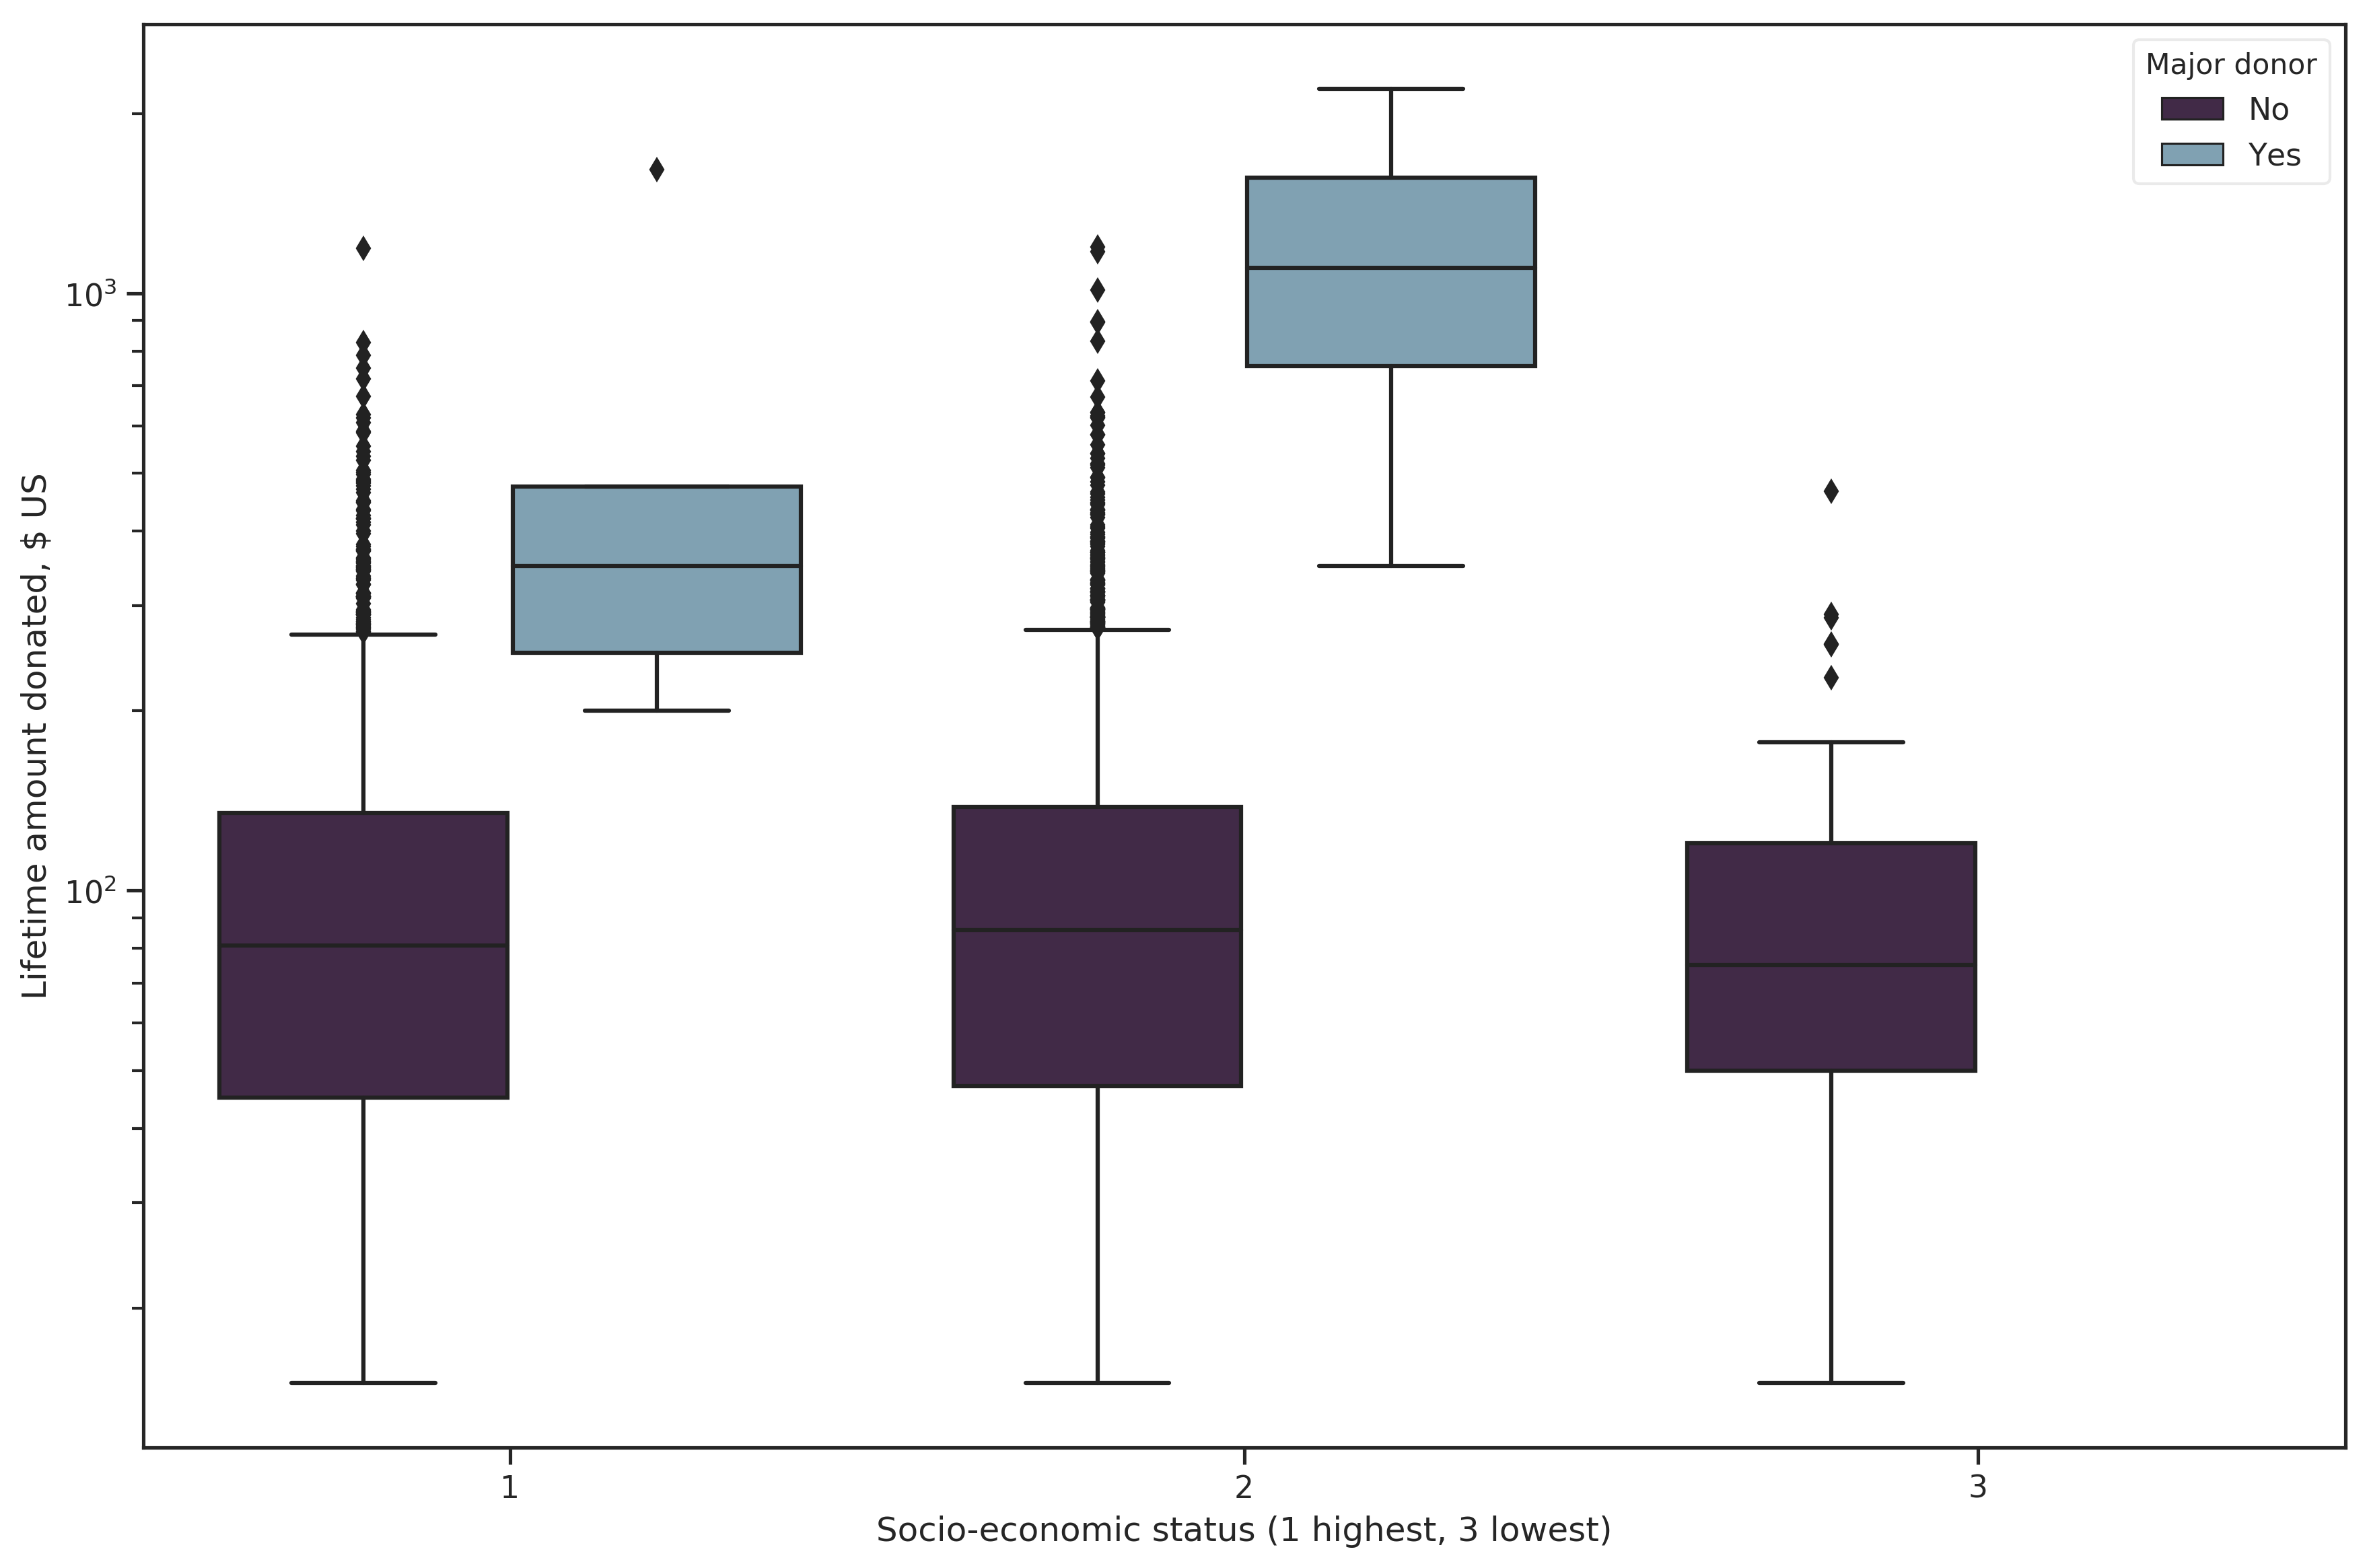 Major donor
No
Yes
Lifetime amount donated, $ US
10³
10²
1
2
3
Socio-economic status (1 highest, 3 lowest)